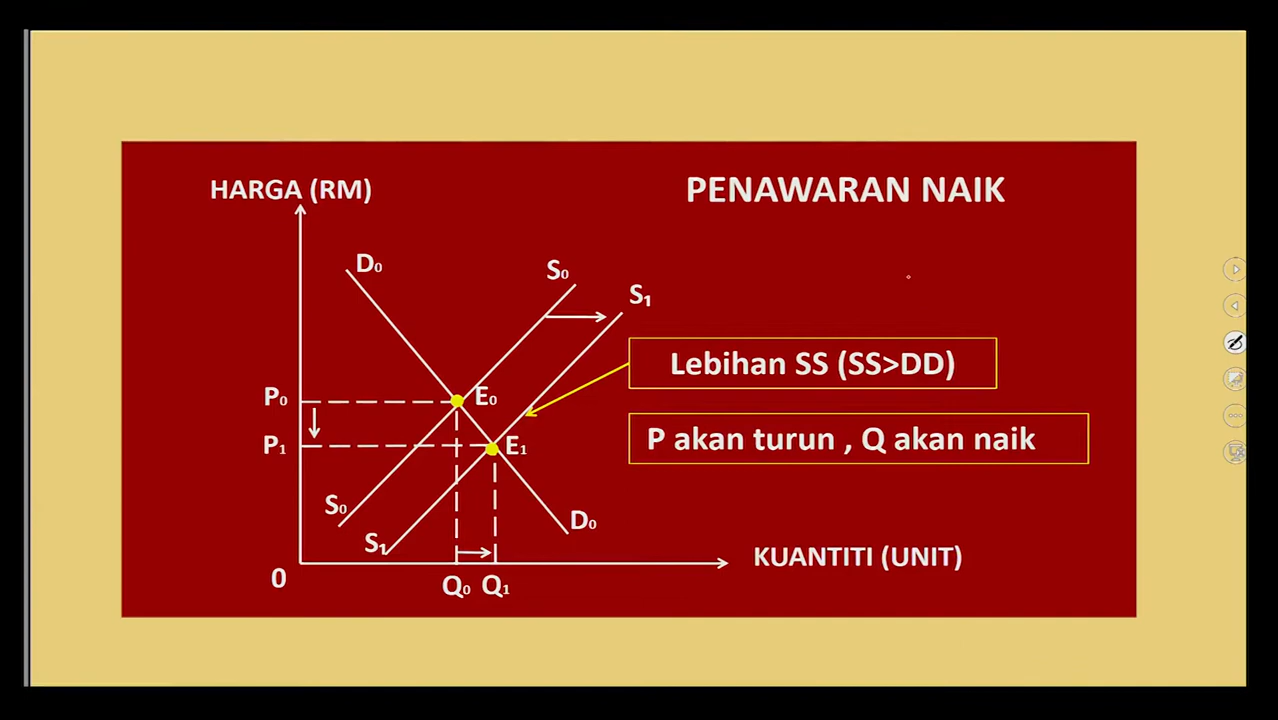 HARGA (RM)
PENAWARAN NAIK
D₀
S₀
S₁
Lebihan SS (SS>DD)
P₀
E₀
P akan turun , Q akan naik
P₁
E₁
S₀
D₀
S₁
KUANTITI (UNIT)
0
Q₀
Q₁